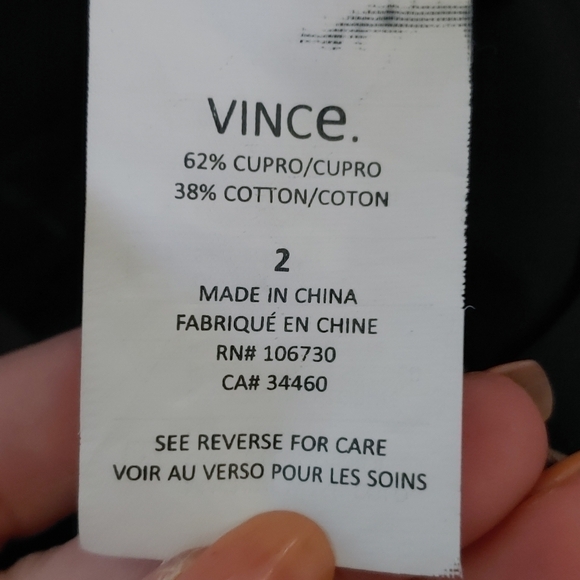 VINCe.
62% CUPRO/CUPRO
38% COTTON/COTON
2
MADE IN CHINA
FABRIQUÉ EN CHINE
RN# 106730
CA# 34460
SEE REVERSE FOR CARE
VOIR AU VERSO POUR LES SOINS